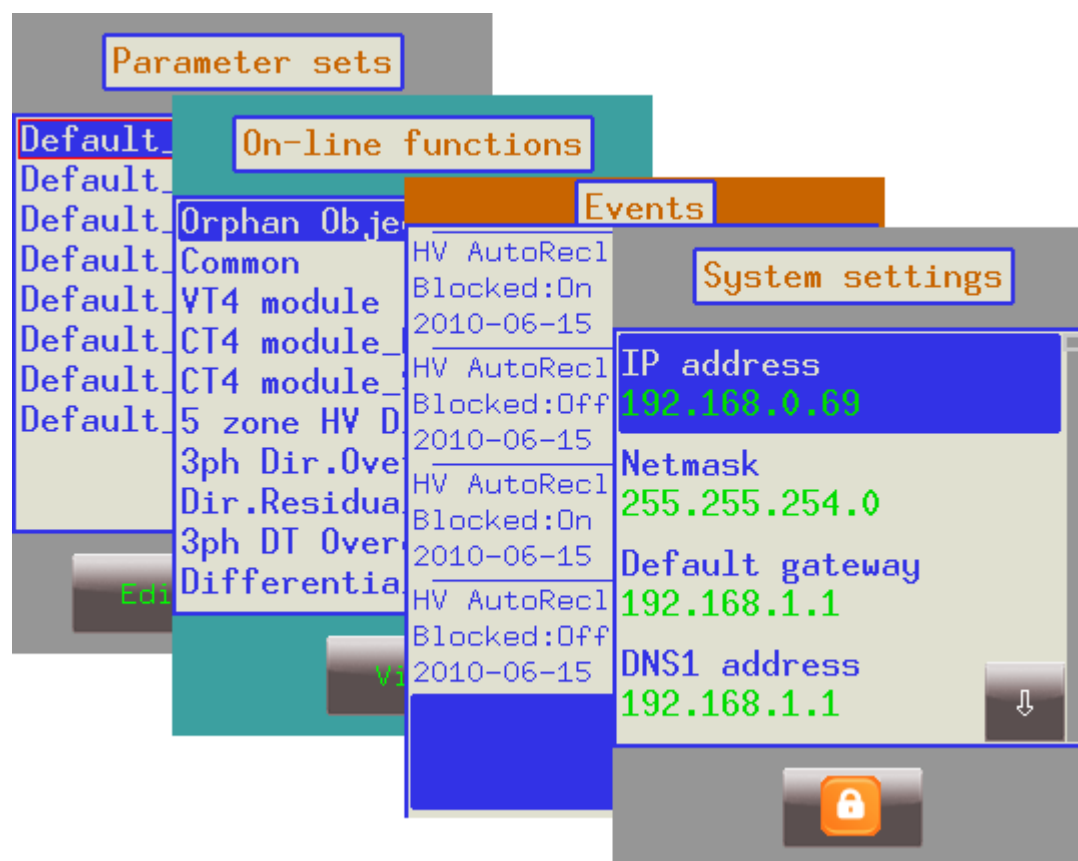 Parameter sets
Default_
Default_
Default_
Default_
Default_
Default_
Default_
Default_
Edi
On-line functions
Orphan Obje
Common
VT4 module
CT4 module_
CT4 module_
5 zone HV D
3ph Dir.Ove
Dir.Residua
3ph DT Over
Differentia
Vi
Events
HV AutoRecl
Blocked:On
2010-06-15
HV AutoRecl
Blocked:Off
2010-06-15
HV AutoRecl
Blocked:On
2010-06-15
HV AutoRecl
Blocked:Off
2010-06-15
System settings
IP address
192.168.0.69
Netmask
255.255.254.0
Default gateway
192.168.1.1
DNS1 address
192.168.1.1
⇩